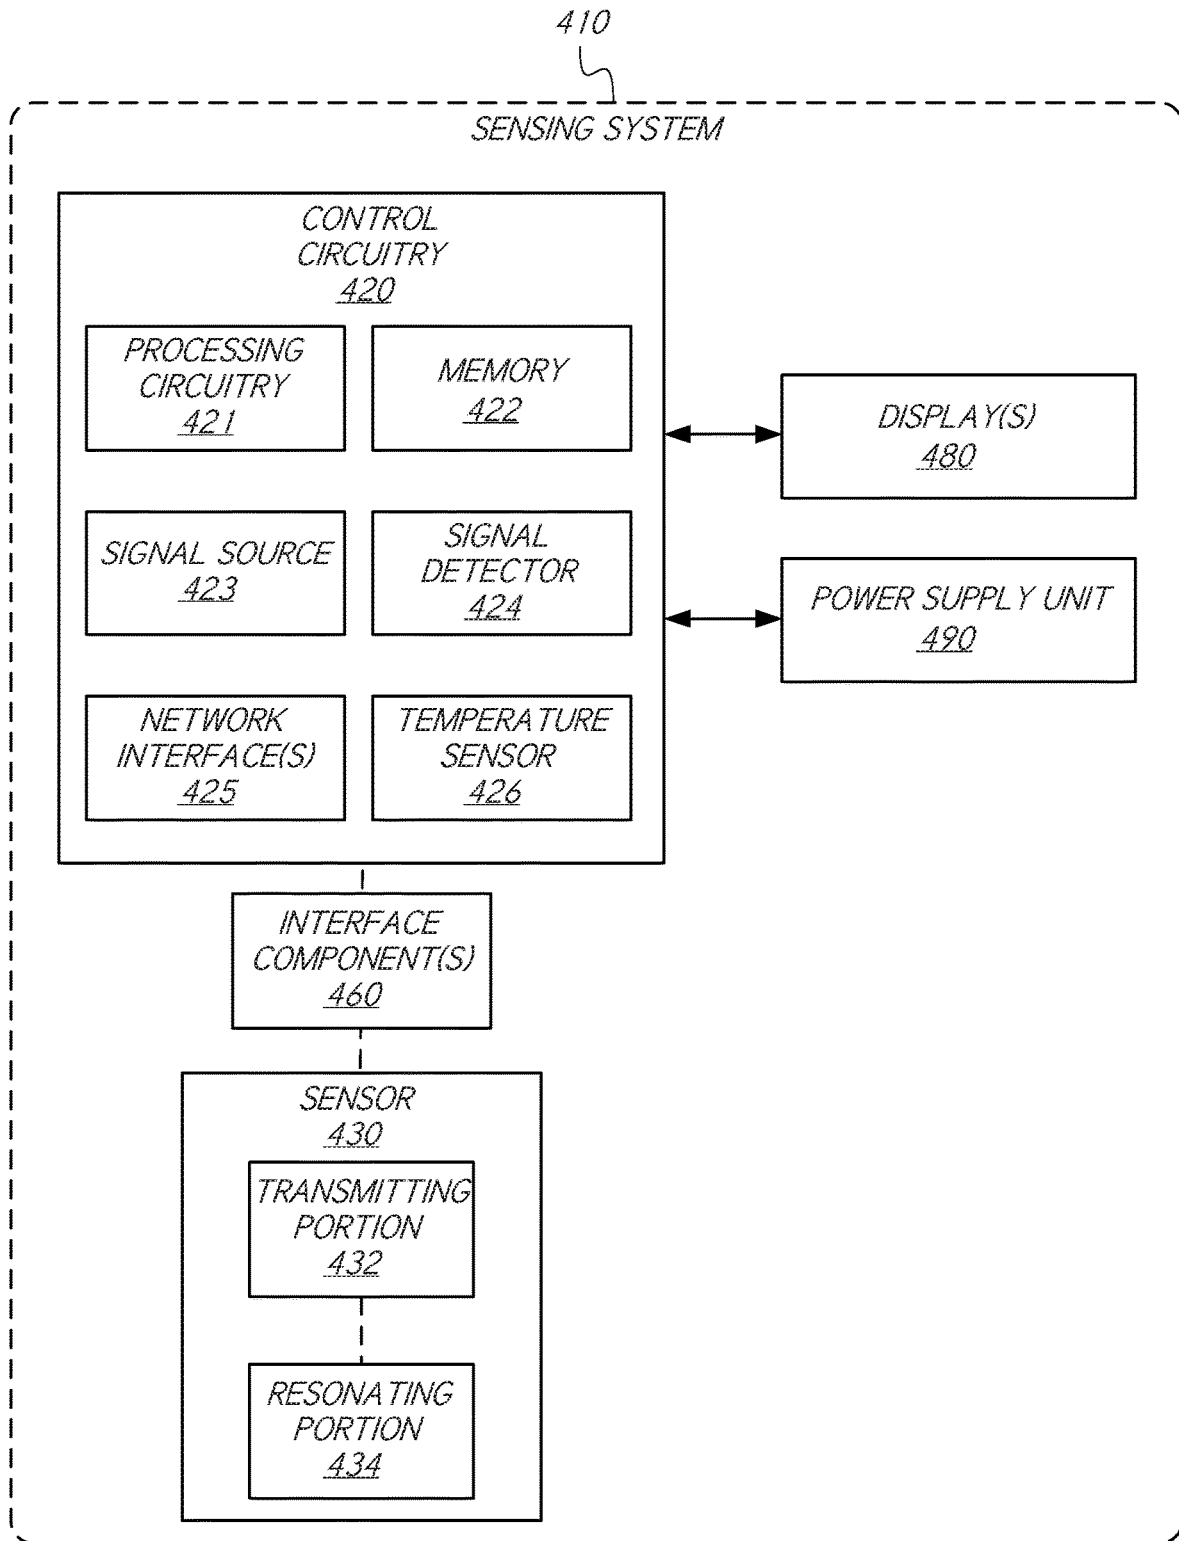 410
SENSING SYSTEM
CONTROL
CIRCUITRY
420
PROCESSING
CIRCUITRY
421
MEMORY
422
SIGNAL SOURCE
423
SIGNAL
DETECTOR
424
NETWORK
INTERFACE(S)
425
TEMPERATURE
SENSOR
426
DISPLAY(S)
480
POWER SUPPLY UNIT
490
INTERFACE
COMPONENT(S)
460
SENSOR
430
TRANSMITTING
PORTION
432
RESONATING
PORTION
434